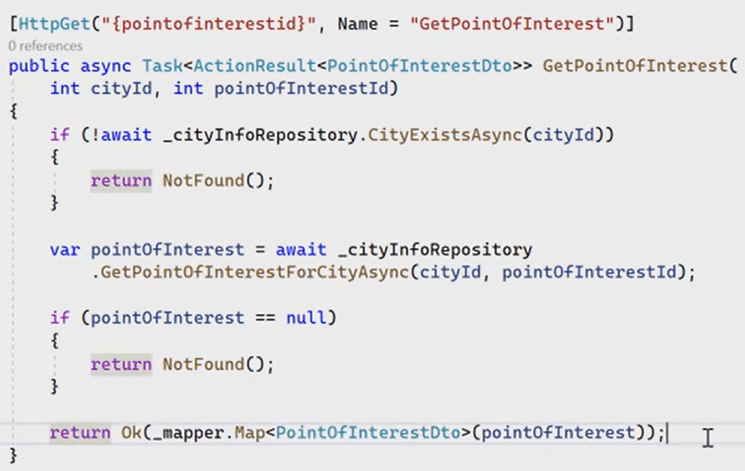 [HttpGet("{pointofinterestid}", Name = "GetPointOfInterest")]
0 references
public async Task<ActionResult<PointOfInterestDto>> GetPointOfInterest(
    int cityId, int pointOfInterestId)
{
    if (!await _cityInfoRepository.CityExistsAsync(cityId))
    {
        return NotFound();
    }

    var pointOfInterest = await _cityInfoRepository
        .GetPointOfInterestForCityAsync(cityId, pointOfInterestId);

    if (pointOfInterest == null)
    {
        return NotFound();
    }

    return Ok(_mapper.Map<PointOfInterestDto>(pointOfInterest));
}